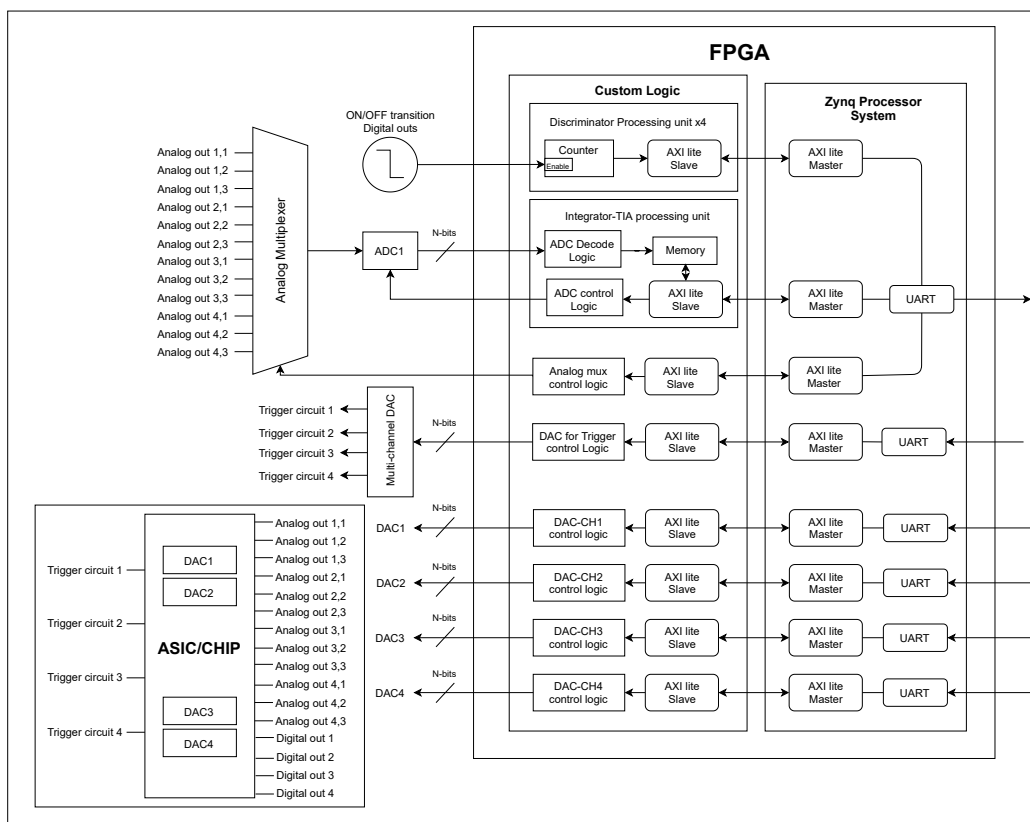 FPGA
Custom Logic
Zynq Processor
System
ON/OFF transition
Digital outs
Discriminator Processing unit x4
Counter
Enable
AXI lite
Slave
AXI lite
Master
Analog out 1,1
Analog out 1,2
Analog out 1,3
Analog out 2,1
Analog out 2,2
Analog out 2,3
Analog out 3,1
Analog out 3,2
Analog out 3,3
Analog out 4,1
Analog out 4,2
Analog out 4,3
Analog Multiplexer
ADC1
N-bits
Integrator-TIA processing unit
ADC Decode
Logic
Memory
ADC control
Logic
AXI lite
Slave
AXI lite
Master
UART
Analog mux
control logic
AXI lite
Slave
AXI lite
Master
Trigger circuit 1
Trigger circuit 2
Trigger circuit 3
Trigger circuit 4
Multi-channel DAC
N-bits
DAC for Trigger
control Logic
AXI lite
Slave
AXI lite
Master
UART
DAC1
N-bits
DAC-CH1
control logic
AXI lite
Slave
AXI lite
Master
UART
DAC2
N-bits
DAC-CH2
control logic
AXI lite
Slave
AXI lite
Master
UART
DAC3
N-bits
DAC-CH3
control logic
AXI lite
Slave
AXI lite
Master
UART
DAC4
N-bits
DAC-CH4
control logic
AXI lite
Slave
AXI lite
Master
UART
Trigger circuit 1
Trigger circuit 2
Trigger circuit 3
Trigger circuit 4
DAC1
DAC2
ASIC/CHIP
DAC3
DAC4
Analog out 1,1
Analog out 1,2
Analog out 1,3
Analog out 2,1
Analog out 2,2
Analog out 2,3
Analog out 3,1
Analog out 3,2
Analog out 3,3
Analog out 4,1
Analog out 4,2
Analog out 4,3
Digital out 1
Digital out 2
Digital out 3
Digital out 4